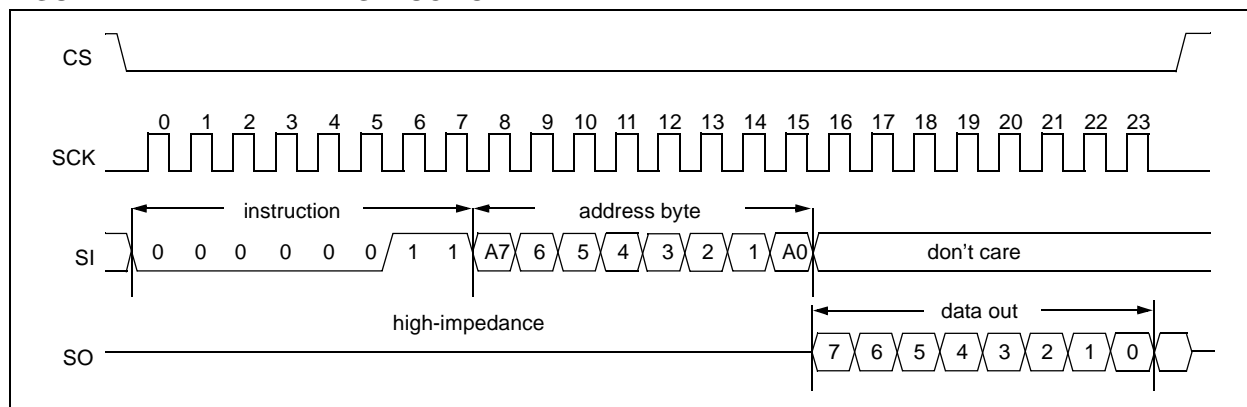 CS
0 1 2 3 4 5 6 7 8 9 10 11 12 13 14 15 16 17 18 19 20 21 22 23
SCK
instruction address byte
SI 0 0 0 0 0 0 1 1 A7 6 5 4 3 2 1 A0 don't care
high-impedance data out
SO 7 6 5 4 3 2 1 0